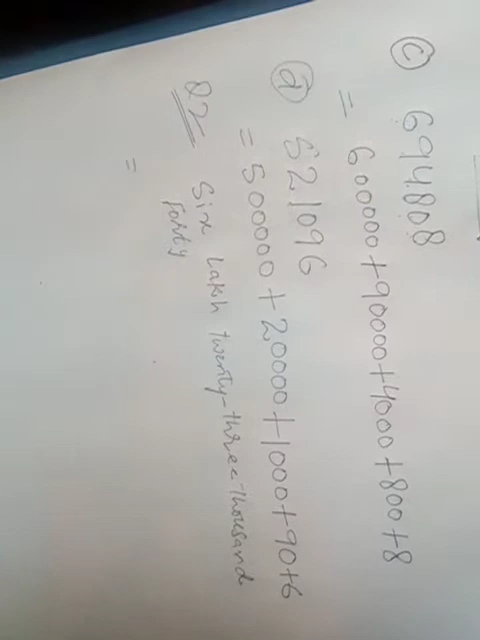 (c) 694808
= 600000+90000+4000+800+8
(d) 521096
= 500000+20000+1000+90+6
Q2 Six Lakh twenty-three thousand
Forty
=